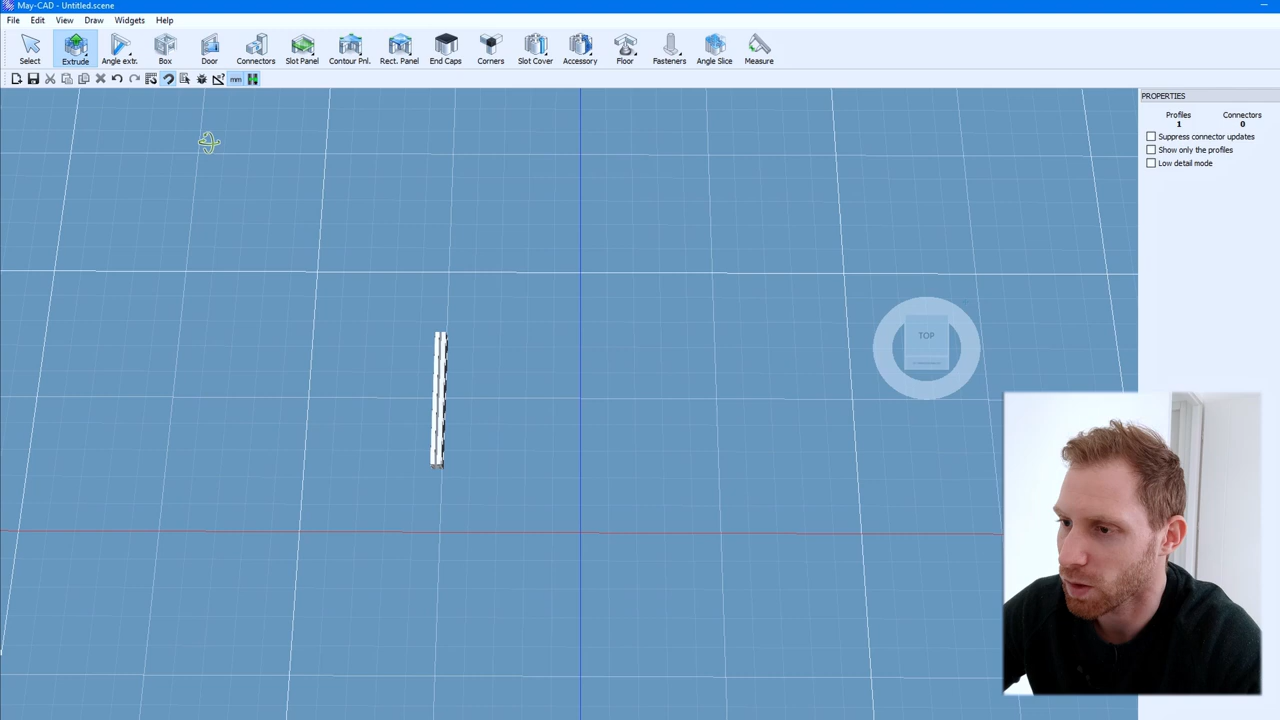 May-CAD - Untitled.scene
File Edit View Draw Widgets Help
Select Extrude Angle extr. Box Door Connectors Slot Panel Contour Pnl. Rect. Panel End Caps Corners Slot Cover Accessory Floor Fasteners Angle Slice Measure
mm
PROPERTIES
Profiles Connectors
1 0
Suppress connector updates
Show only the profiles
Low detail mode
TOP